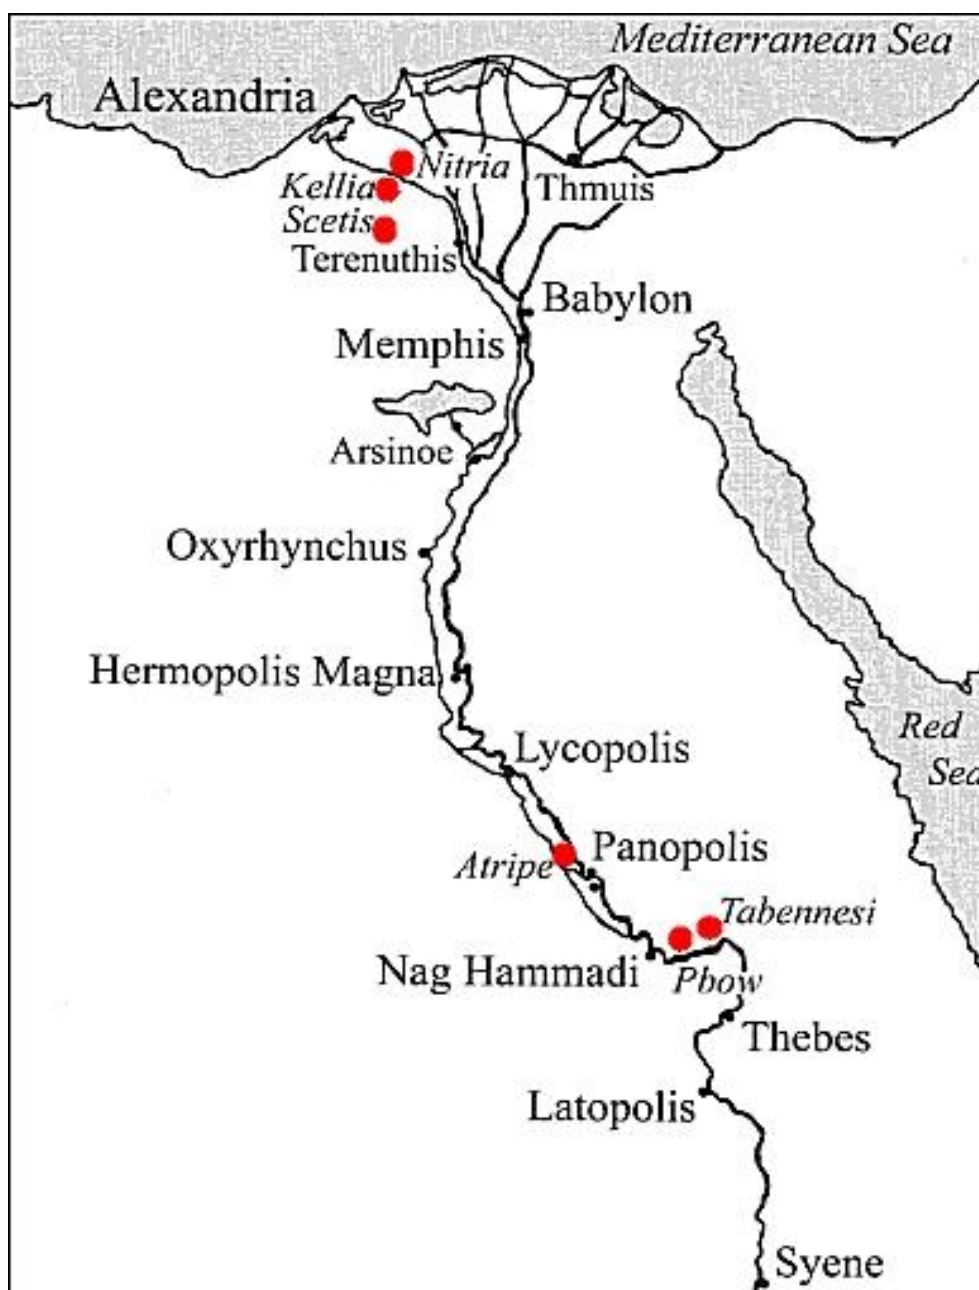 Mediterranean Sea
Alexandria
Nitria
Kellia
Thmuis
Scetis
Terenuthis
Babylon
Memphis
Arsinoe
Oxyrhynchus
Hermopolis Magna
Red
Sea
Lycopolis
Panopolis
Atripe
Tabennesi
Nag Hammadi
Pbow
Thebes
Latopolis
Syene